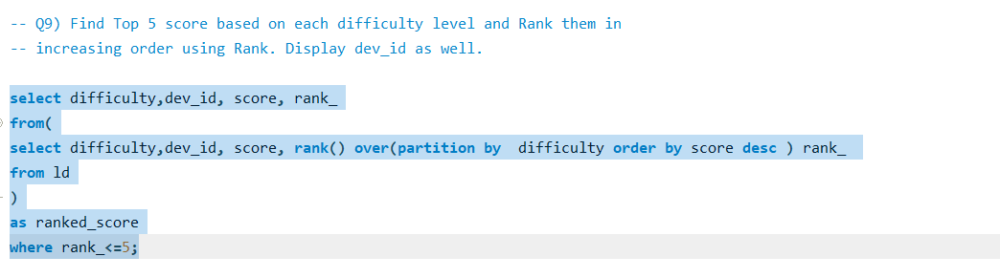 -- Q9) Find Top 5 score based on each difficulty level and Rank them in
-- increasing order using Rank. Display dev_id as well.
select difficulty,dev_id, score, rank_
from(
select difficulty,dev_id, score, rank() over(partition by  difficulty order by score desc ) rank_
from ld
)
as ranked_score
where rank_<=5;